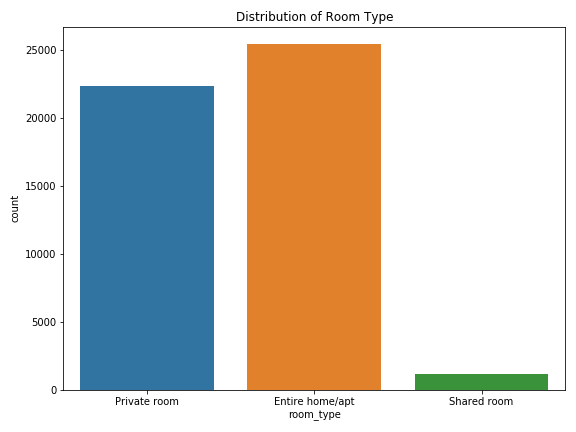 Distribution of Room Type
25000
20000
15000
10000
5000
0
count
Private room
Entire home/apt
Shared room
room_type